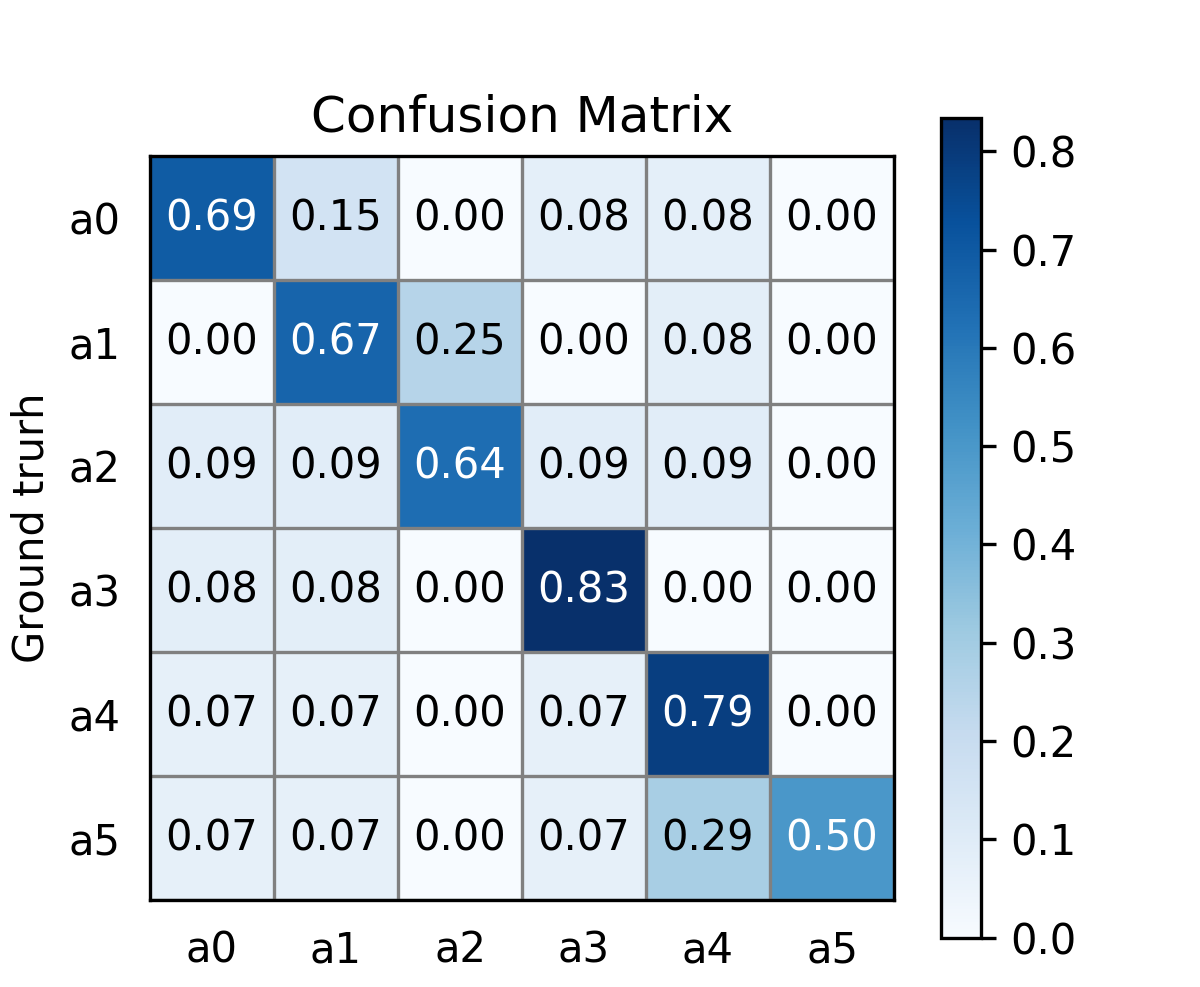 Confusion Matrix
Ground trurh
a0 0.69 0.15 0.00 0.08 0.08 0.00
a1 0.00 0.67 0.25 0.00 0.08 0.00
a2 0.09 0.09 0.64 0.09 0.09 0.00
a3 0.08 0.08 0.00 0.83 0.00 0.00
a4 0.07 0.07 0.00 0.07 0.79 0.00
a5 0.07 0.07 0.00 0.07 0.29 0.50
a0 a1 a2 a3 a4 a5
0.8
0.7
0.6
0.5
0.4
0.3
0.2
0.1
0.0